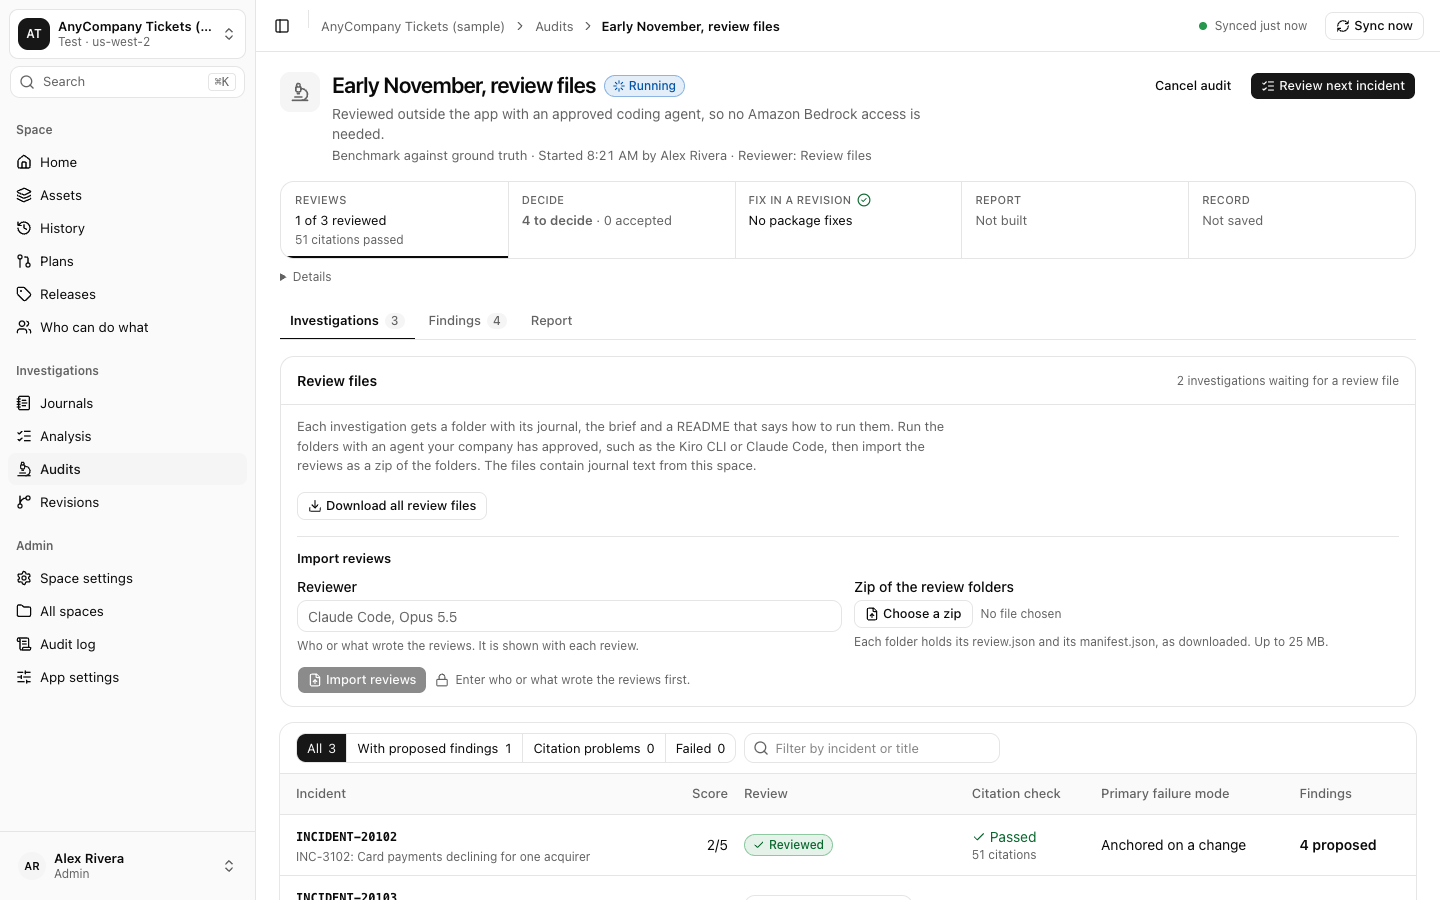 AT
AnyCompany Tickets (...
Test · us-west-2
Search
⌘K
Space
Home
Assets
History
Plans
Releases
Who can do what
Investigations
Journals
Analysis
Audits
Revisions
Admin
Space settings
All spaces
Audit log
App settings
AR
Alex Rivera
Admin
AnyCompany Tickets (sample) > Audits > Early November, review files
Synced just now
Sync now
Early November, review files
Running
Cancel audit
Review next incident
Reviewed outside the app with an approved coding agent, so no Amazon Bedrock access is
needed.
Benchmark against ground truth · Started 8:21 AM by Alex Rivera · Reviewer: Review files
REVIEWS
1 of 3 reviewed
51 citations passed
DECIDE
4 to decide · 0 accepted
FIX IN A REVISION
No package fixes
REPORT
Not built
RECORD
Not saved
Details
Investigations 3
Findings 4
Report
Review files
2 investigations waiting for a review file
Each investigation gets a folder with its journal, the brief and a README that says how to run them. Run the
folders with an agent your company has approved, such as the Kiro CLI or Claude Code, then import the
reviews as a zip of the folders. The files contain journal text from this space.
Download all review files
Import reviews
Reviewer
Claude Code, Opus 5.5
Who or what wrote the reviews. It is shown with each review.
Zip of the review folders
Choose a zip
No file chosen
Each folder holds its review.json and its manifest.json, as downloaded. Up to 25 MB.
Import reviews
Enter who or what wrote the reviews first.
All 3
With proposed findings 1
Citation problems 0
Failed 0
Filter by incident or title
Incident
Score
Review
Citation check
Primary failure mode
Findings
INCIDENT-20102
INC-3102: Card payments declining for one acquirer
2/5
Reviewed
Passed
51 citations
Anchored on a change
4 proposed
INCIDENT-20103